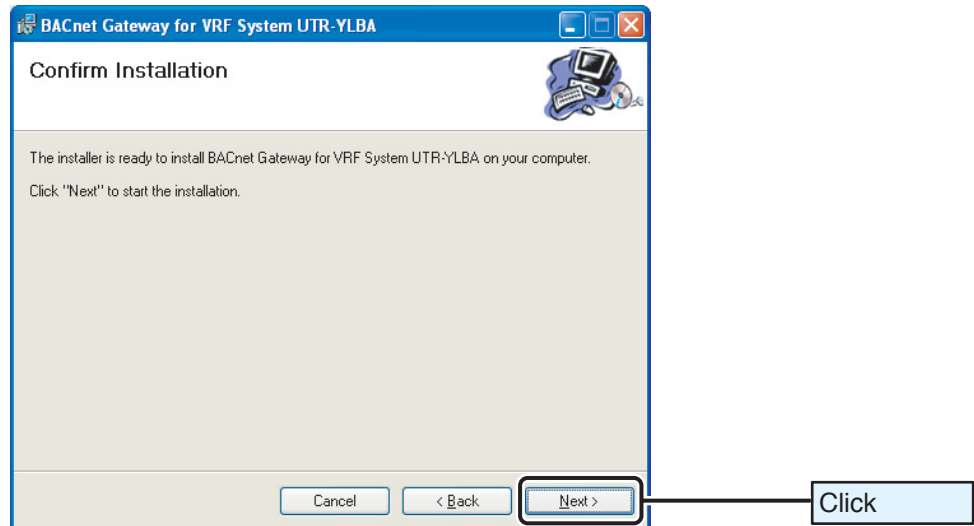 BACnet Gateway for VRF System UTR-YLBA
Confirm Installation
The installer is ready to install BACnet Gateway for VRF System UTR-YLBA on your computer.
Click "Next" to start the installation.
Cancel
< Back
Next >
Click